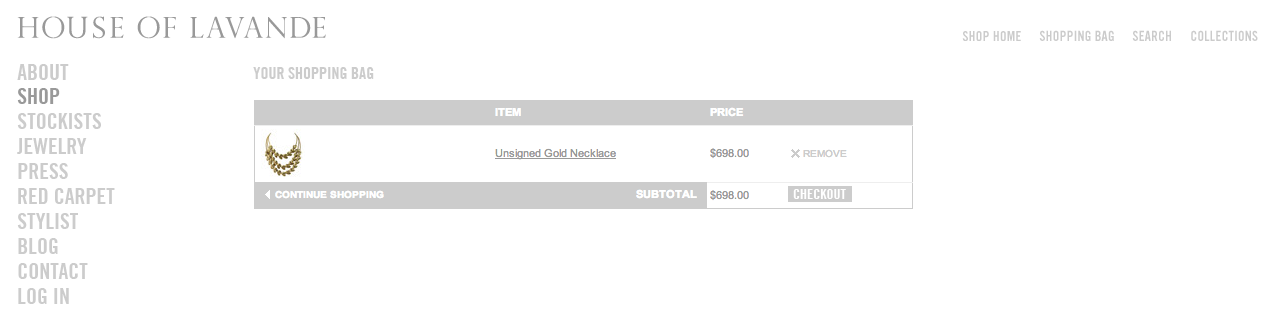 HOUSE OF LAVANDE
SHOP HOME SHOPPING BAG SEARCH COLLECTIONS
ABOUT
SHOP
STOCKISTS
JEWELRY
PRESS
RED CARPET
STYLIST
BLOG
CONTACT
LOG IN
YOUR SHOPPING BAG
ITEM PRICE
Unsigned Gold Necklace $698.00 REMOVE
CONTINUE SHOPPING SUBTOTAL $698.00 CHECKOUT